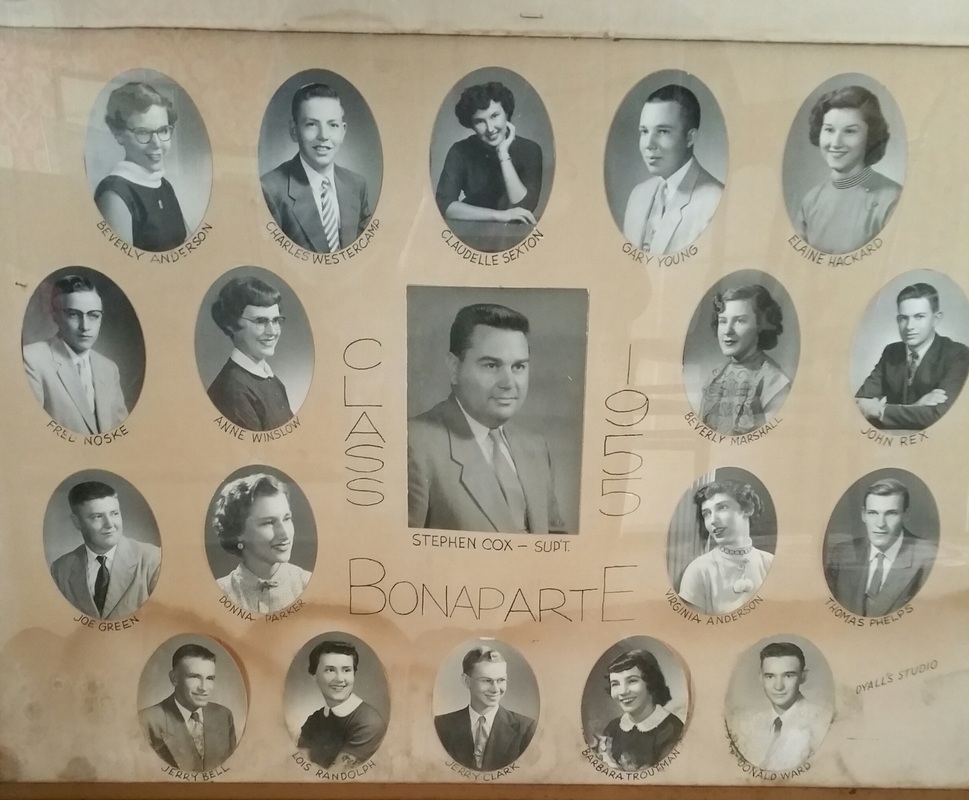 BEVERLY ANDERSON
CHARLES WESTERCAMP
CLAUDELLE SEXTON
GARY YOUNG
ELAINE HACKARD
FRED NOSKE
ANNE WINSLOW
CLASS
1955
BEVERLY MARSHALL
JOHN REX
STEPHEN COX – SUP'T.
JOE GREEN
DONNA PARKER
BONAPARTE
VIRGINIA ANDERSON
THOMAS PHELPS
JERRY BELL
LOIS RANDOLPH
JERRY CLARK
BARBARA TROUTMAN
DONALD WARD
DYALL'S STUDIO